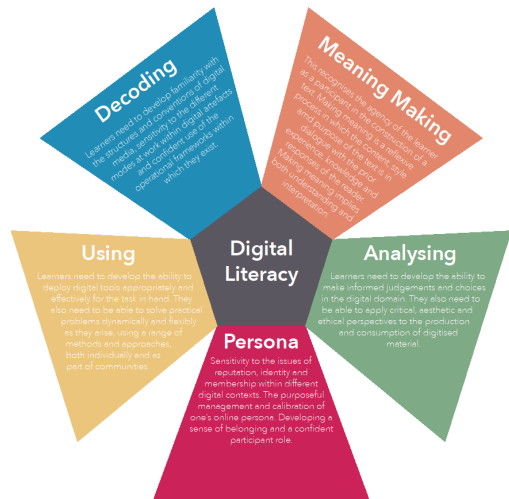 Decoding
Learners need to develop familiarity with
the structures and conventions of digital
media, sensitivity to the different
modes at work within digital artefacts
and confident use of the
operational frameworks within
which they exist.
Meaning Making
This recognises the agency of the learner
as a participant in the construction of a
text. Making meaning is a reflexive
process in which the content, style
amd purpose of the text is in
dialogue with the prior
experience, knowledge and
responses of the reader.
Making meaning implies
both understanding and
interpretation.
Using
Learners need to develop the ability to
deploy digital tools appropriately and
effectively for the task in hand. They
also need to be able to solve practical
problems dynamically and flexibly
as they arise, using a range of
methods and approaches,
both individually and as
part of communities.
Digital
Literacy
Analysing
Learners need to develop the ability to
make informed judgements and choices
in the digital domain. They also need to
be able to apply critical, aesthetic and
ethical perspectives to the production
and consumption of digitised
material.
Persona
Sensitivity to the issues of
reputation, identity and
membership within different
digital contexts. The purposeful
management and calibration of
one's online persona. Developing a
sense of belonging and a confident
participant role.